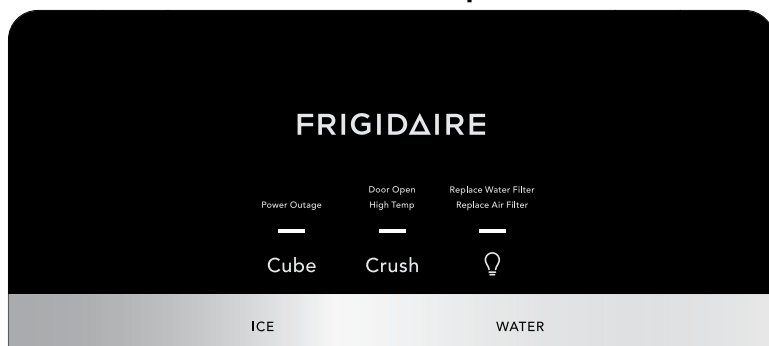 FRIGIDAIRE
Door Open Replace Water Filter
Power Outage High Temp Replace Air Filter
Cube Crush
ICE WATER